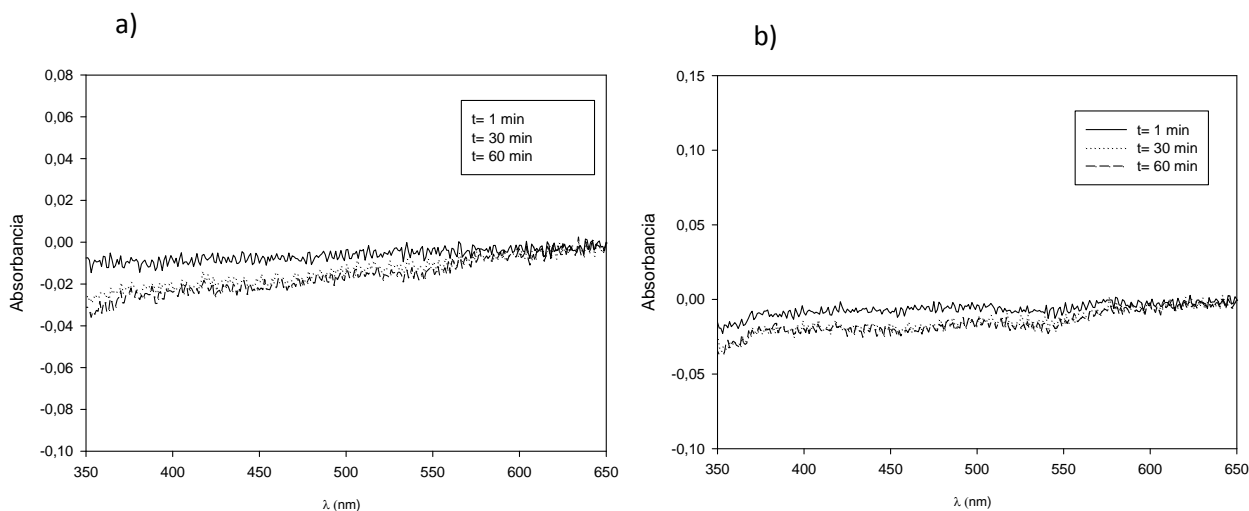 a)
0,08
0,06
0,04
0,02
0,00
-0,02
-0,04
-0,06
-0,08
-0,10
Absorbancia
t= 1 min
t= 30 min
t= 60 min
350 400 450 500 550 600 650
λ (nm)
b)
0,15
0,10
0,05
0,00
-0,05
-0,10
Absorbancia
t= 1 min
t= 30 min
t= 60 min
350 400 450 500 550 600 650
λ (nm)